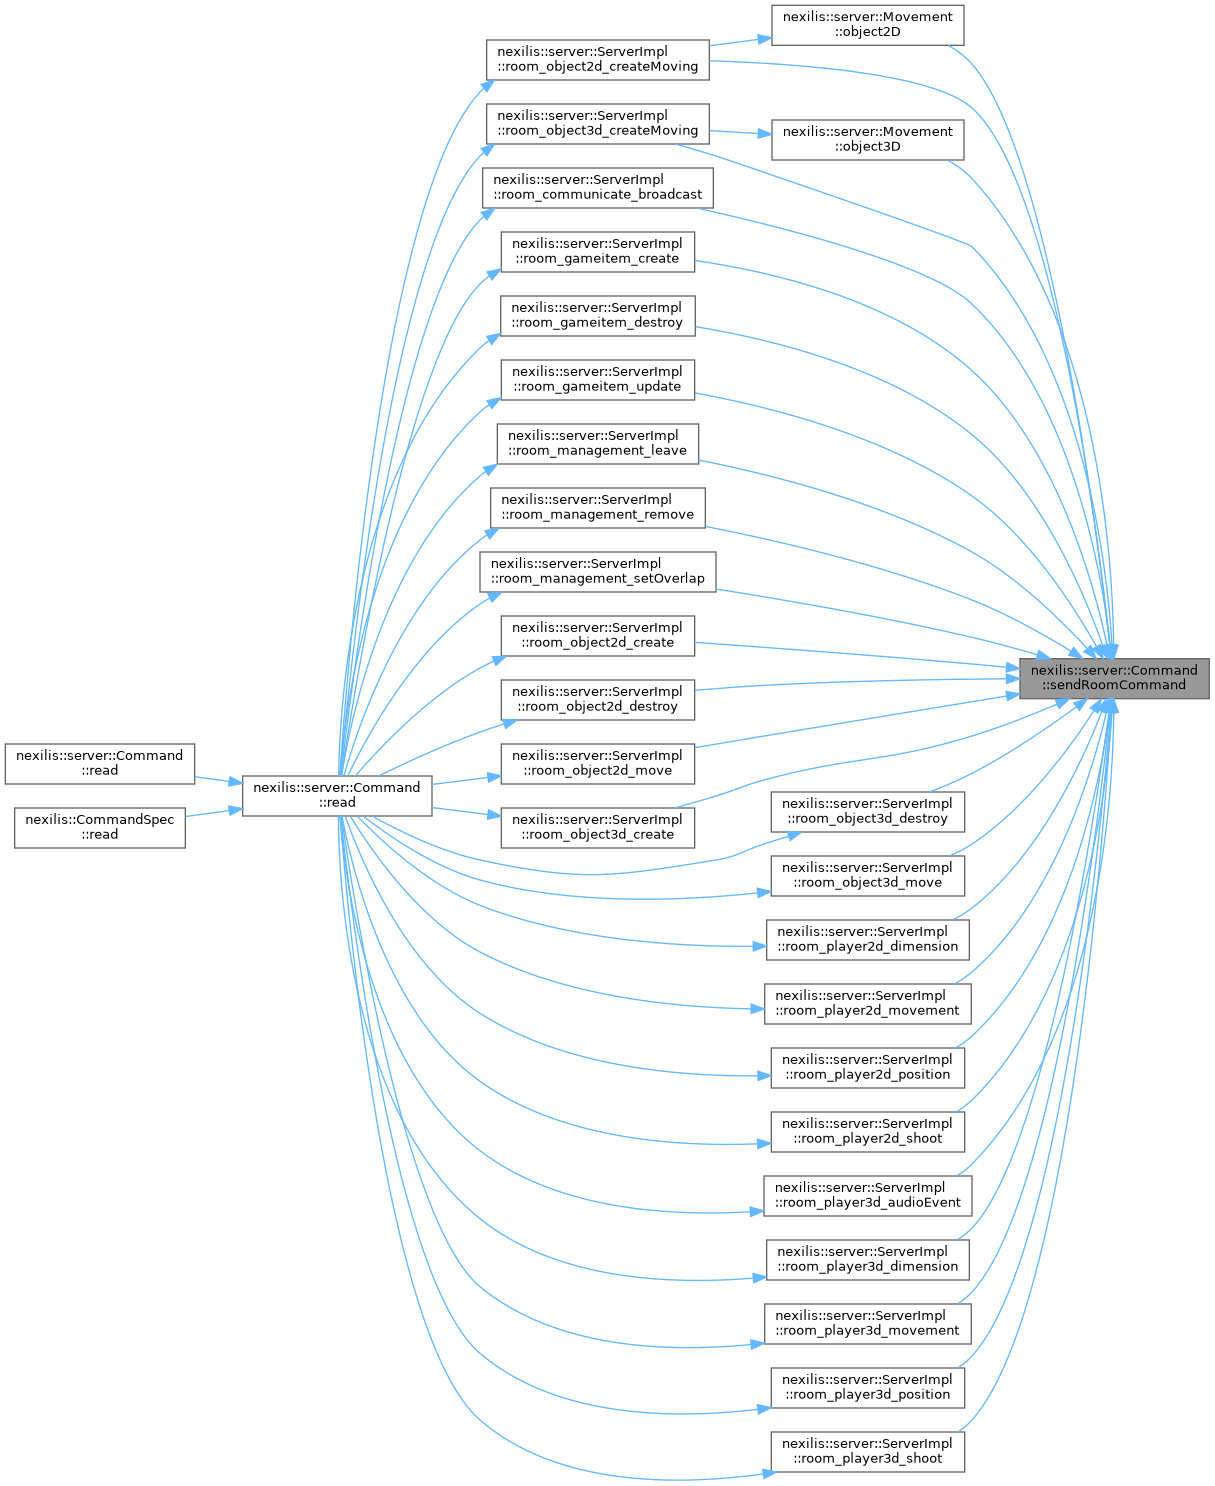 nexilis::server::Movement
::object2D
nexilis::server::ServerImpl
::room_object2d_createMoving
nexilis::server::ServerImpl
::room_object3d_createMoving
nexilis::server::Movement
::object3D
nexilis::server::ServerImpl
::room_communicate_broadcast
nexilis::server::ServerImpl
::room_gameitem_create
nexilis::server::ServerImpl
::room_gameitem_destroy
nexilis::server::ServerImpl
::room_gameitem_update
nexilis::server::ServerImpl
::room_management_leave
nexilis::server::ServerImpl
::room_management_remove
nexilis::server::ServerImpl
::room_management_setOverlap
nexilis::server::ServerImpl
::room_object2d_create
nexilis::server::Command
::sendRoomCommand
nexilis::server::ServerImpl
::room_object2d_destroy
nexilis::server::ServerImpl
::room_object2d_move
nexilis::server::Command
::read
nexilis::server::Command
::read
nexilis::CommandSpec
::read
nexilis::server::ServerImpl
::room_object3d_create
nexilis::server::ServerImpl
::room_object3d_destroy
nexilis::server::ServerImpl
::room_object3d_move
nexilis::server::ServerImpl
::room_player2d_dimension
nexilis::server::ServerImpl
::room_player2d_movement
nexilis::server::ServerImpl
::room_player2d_position
nexilis::server::ServerImpl
::room_player2d_shoot
nexilis::server::ServerImpl
::room_player3d_audioEvent
nexilis::server::ServerImpl
::room_player3d_dimension
nexilis::server::ServerImpl
::room_player3d_movement
nexilis::server::ServerImpl
::room_player3d_position
nexilis::server::ServerImpl
::room_player3d_shoot